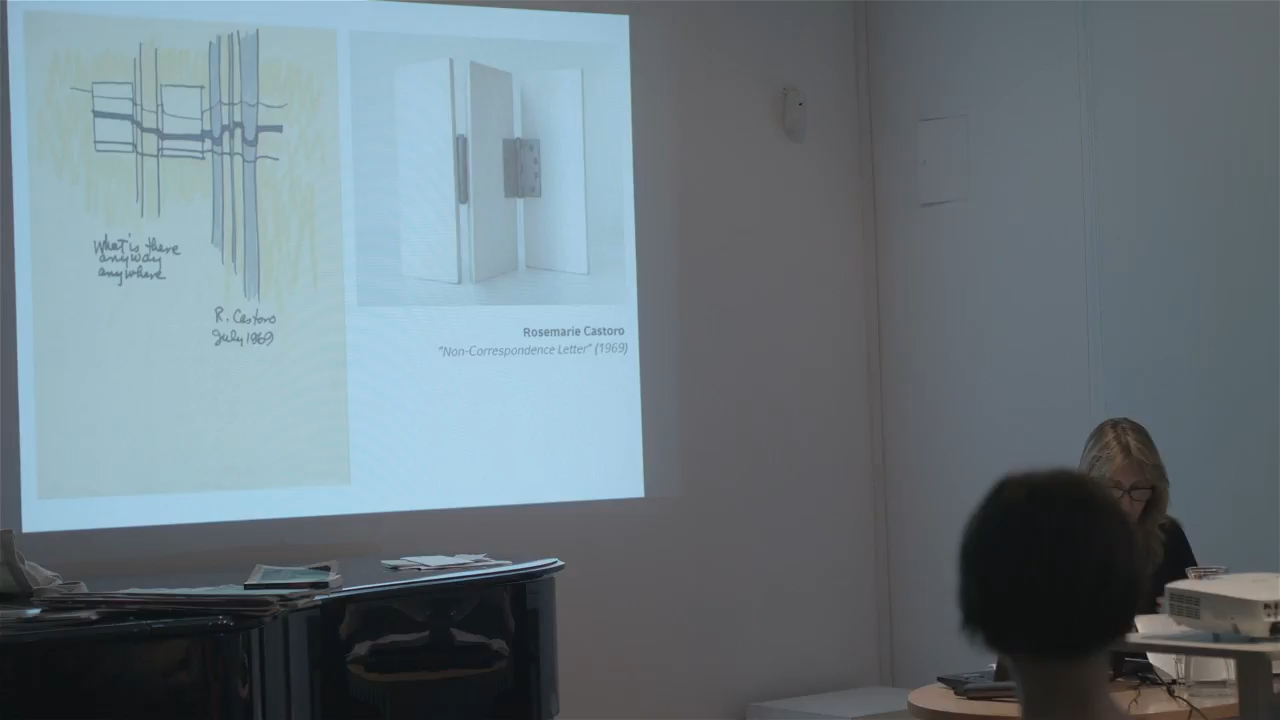 What is there
anyway
anywhere
R. Castoro
July 1969
Rosemarie Castoro
"Non-Correspondence Letter" (1969)